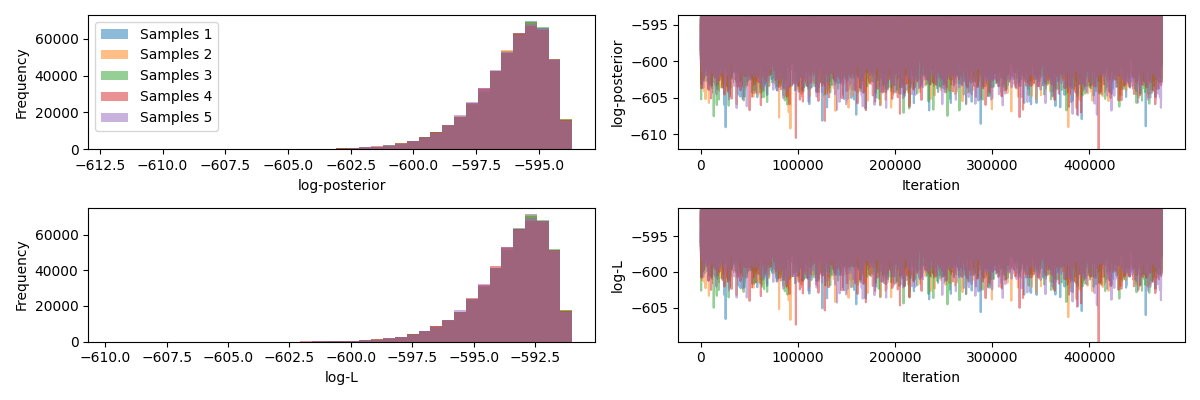 60000
40000
20000
0
Frequency
Samples 1
Samples 2
Samples 3
Samples 4
Samples 5
−612.5 −610.0 −607.5 −605.0 −602.5 −600.0 −597.5 −595.0
log-posterior
−595
−600
−605
−610
log-posterior
0 100000 200000 300000 400000
Iteration
60000
40000
20000
0
Frequency
−610.0 −607.5 −605.0 −602.5 −600.0 −597.5 −595.0 −592.5
log-L
−595
−600
−605
log-L
0 100000 200000 300000 400000
Iteration